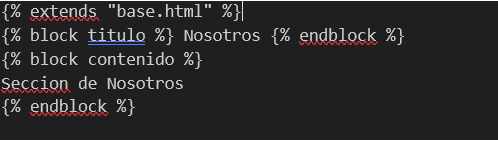 {% extends "base.html" %}
{% block titulo %} Nosotros {% endblock %}
{% block contenido %}
Seccion de Nosotros
{% endblock %}